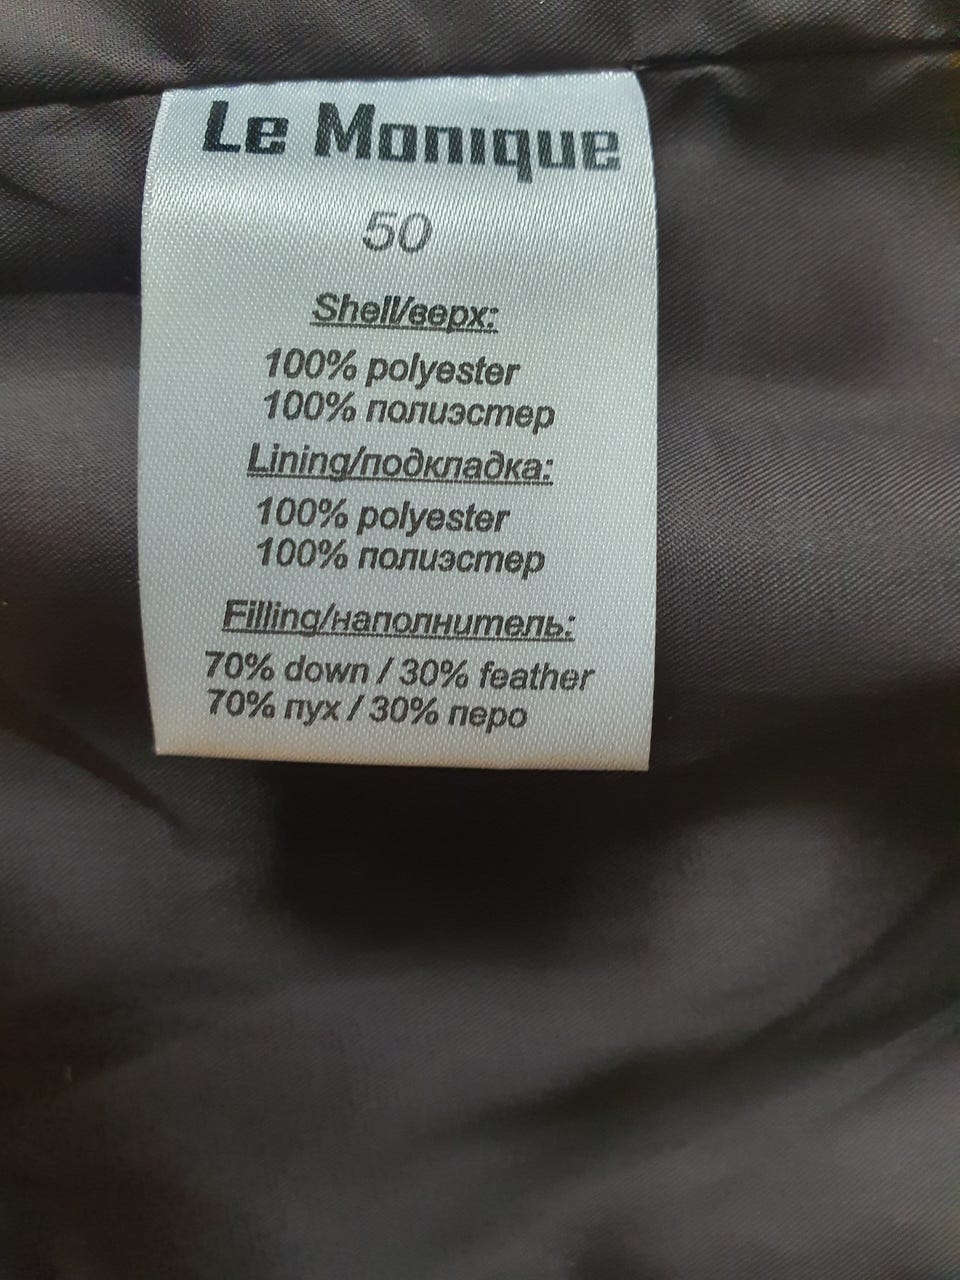 Le Monique
50
Shell/верх:
100% polyester
100% полиэстер
Lining/подкладка:
100% polyester
100% полиэстер
Filling/наполнитель:
70% down / 30% feather
70% пух / 30% перо